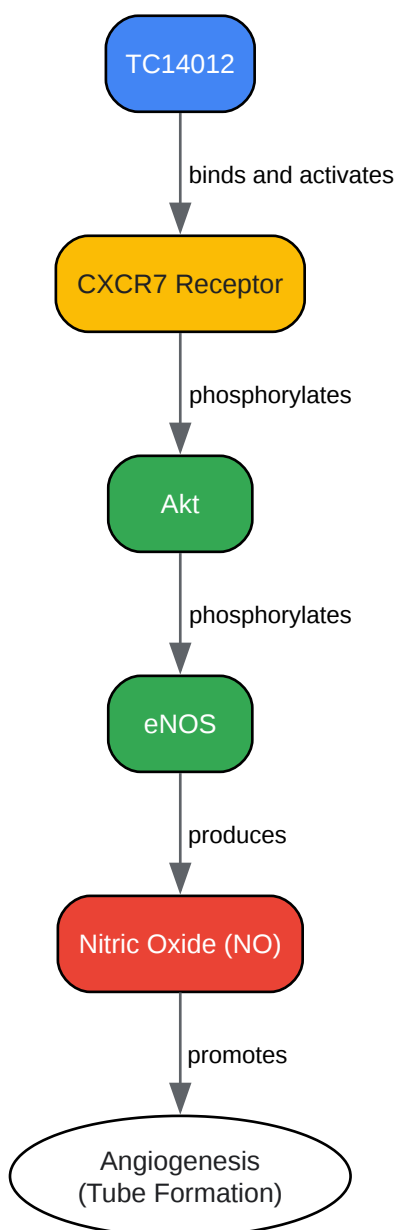 TC14012
binds and activates
CXCR7 Receptor
phosphorylates
Akt
phosphorylates
eNOS
produces
Nitric Oxide (NO)
promotes
Angiogenesis
(Tube Formation)